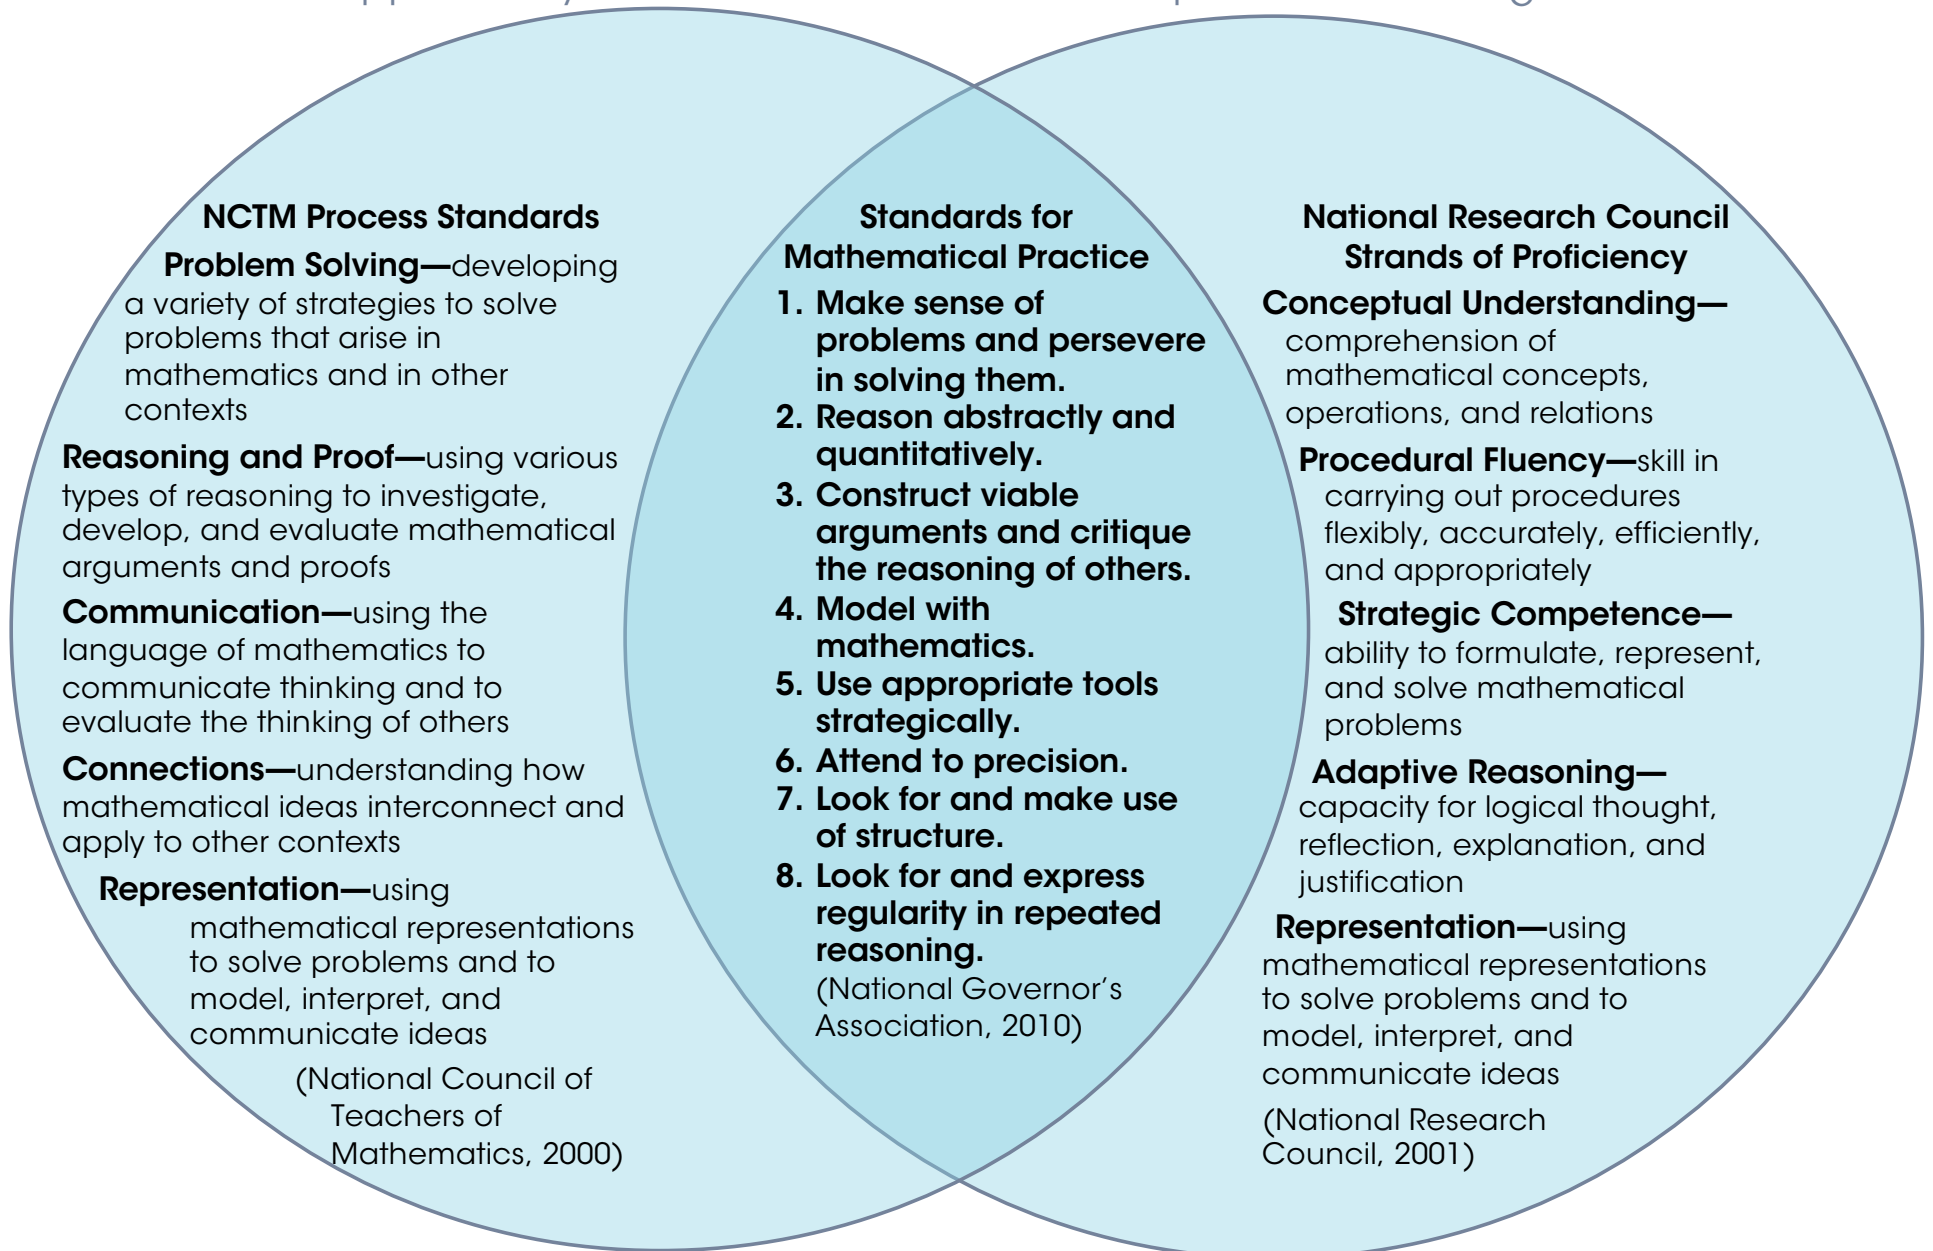 NCTM Process Standards
Problem Solving—developing
a variety of strategies to solve
problems that arise in
mathematics and in other
contexts
Reasoning and Proof—using various
types of reasoning to investigate,
develop, and evaluate mathematical
arguments and proofs
Communication—using the
language of mathematics to
communicate thinking and to
evaluate the thinking of others
Connections—understanding how
mathematical ideas interconnect and
apply to other contexts
Representation—using
mathematical representations
to solve problems and to
model, interpret, and
communicate ideas
(National Council of
Teachers of
Mathematics, 2000)
Standards for
Mathematical Practice
1. Make sense of
problems and persevere
in solving them.
2. Reason abstractly and
quantitatively.
3. Construct viable
arguments and critique
the reasoning of others.
4. Model with
mathematics.
5. Use appropriate tools
strategically.
6. Attend to precision.
7. Look for and make use
of structure.
8. Look for and express
regularity in repeated
reasoning.
(National Governor’s
Association, 2010)
National Research Council
Strands of Proficiency
Conceptual Understanding—
comprehension of
mathematical concepts,
operations, and relations
Procedural Fluency—skill in
carrying out procedures
flexibly, accurately, efficiently,
and appropriately
Strategic Competence—
ability to formulate, represent,
and solve mathematical
problems
Adaptive Reasoning—
capacity for logical thought,
reflection, explanation, and
justification
Representation—using
mathematical representations
to solve problems and to
model, interpret, and
communicate ideas
(National Research
Council, 2001)